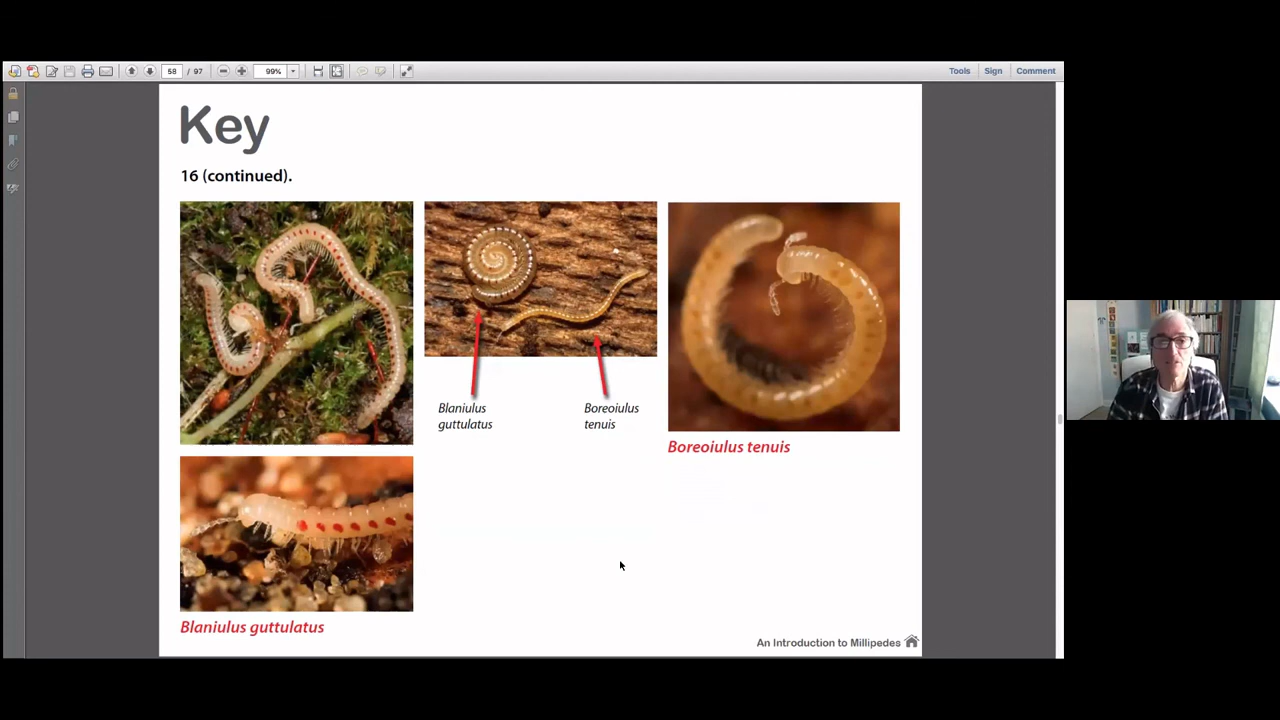 58 / 97
99%
Tools
Sign
Comment
Key
16 (continued).
Blaniulus
guttulatus
Boreoiulus
tenuis
Boreoiulus tenuis
Blaniulus guttulatus
An Introduction to Millipedes